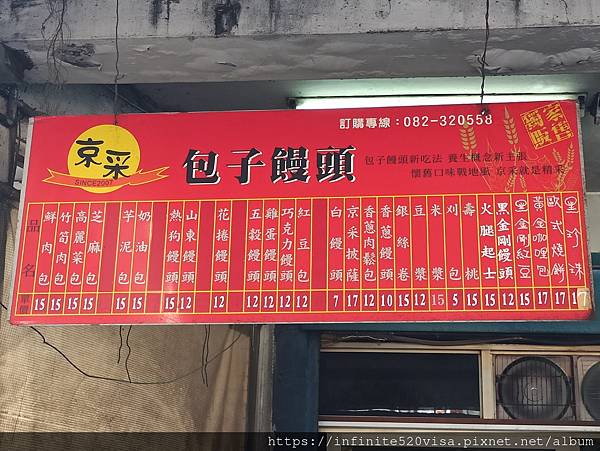 訂購專線：082-320558
京采
SINCE2007
包子饅頭
包子饅頭新吃法 養生概念新主張
懷舊口味戰地風 京采就是精采
獨家販售
品名 單價
鮮肉包 15
竹筍肉包 15
高麗菜包 15
芝麻包 15
芋泥包 15
奶油包 15
熱狗饅頭 15
山東饅頭 12
花捲饅頭 12
五穀饅頭 12
雞蛋饅頭 12
巧克力饅頭 12
紅豆包 12
白饅頭 7
京采披薩 17
香蔥肉鬆包 12
香蔥饅頭 10
銀絲卷 15
豆漿 12
米漿 15
刈包 5
壽桃 15
火腿起士 15
黑金剛饅頭 12
黑金剛紅豆 15
黃金咖哩包 17
歐式燒餅 17
黑珍珠 17
https://infinite520visa.pixnet.net/album